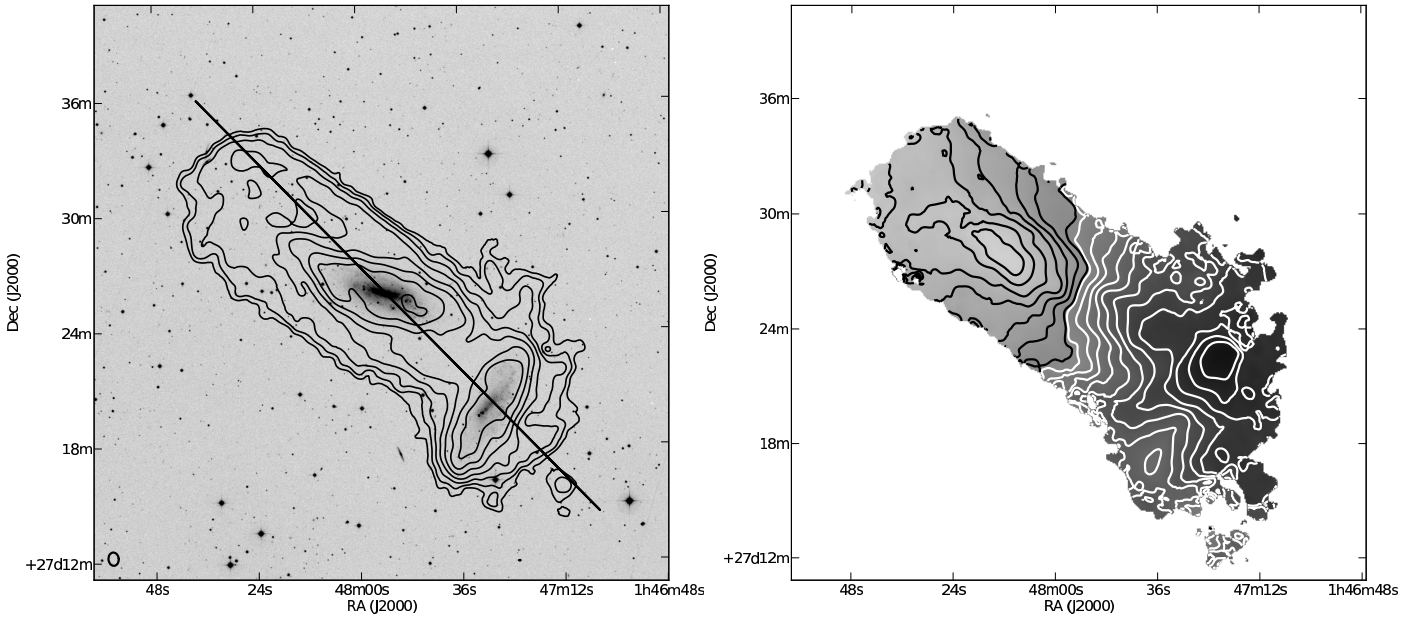 36m
30m
24m
18m
+27d12m
Dec (J2000)
48s
24s
48m00s
36s
47m12s
1h46m48s
RA (J2000)
36m
30m
24m
18m
+27d12m
Dec (J2000)
48s
24s
48m00s
36s
47m12s
1h46m48s
RA (J2000)